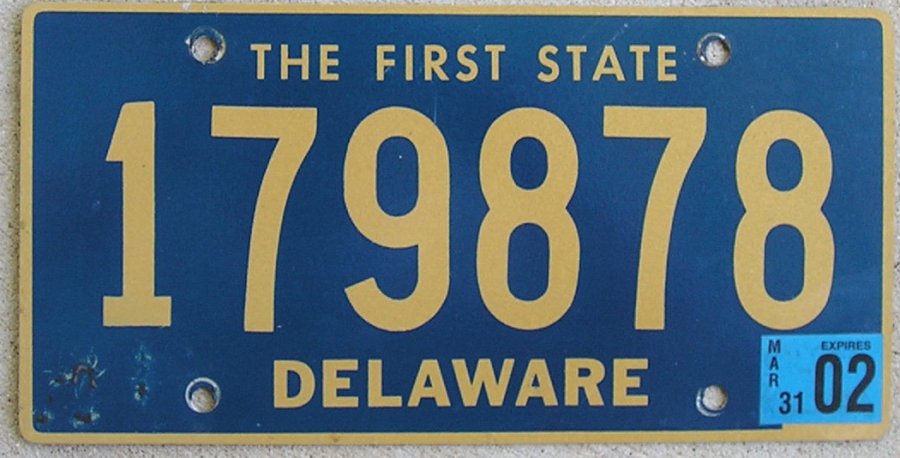 THE FIRST STATE
179878
DELAWARE
MAR EXPIRES
31 02